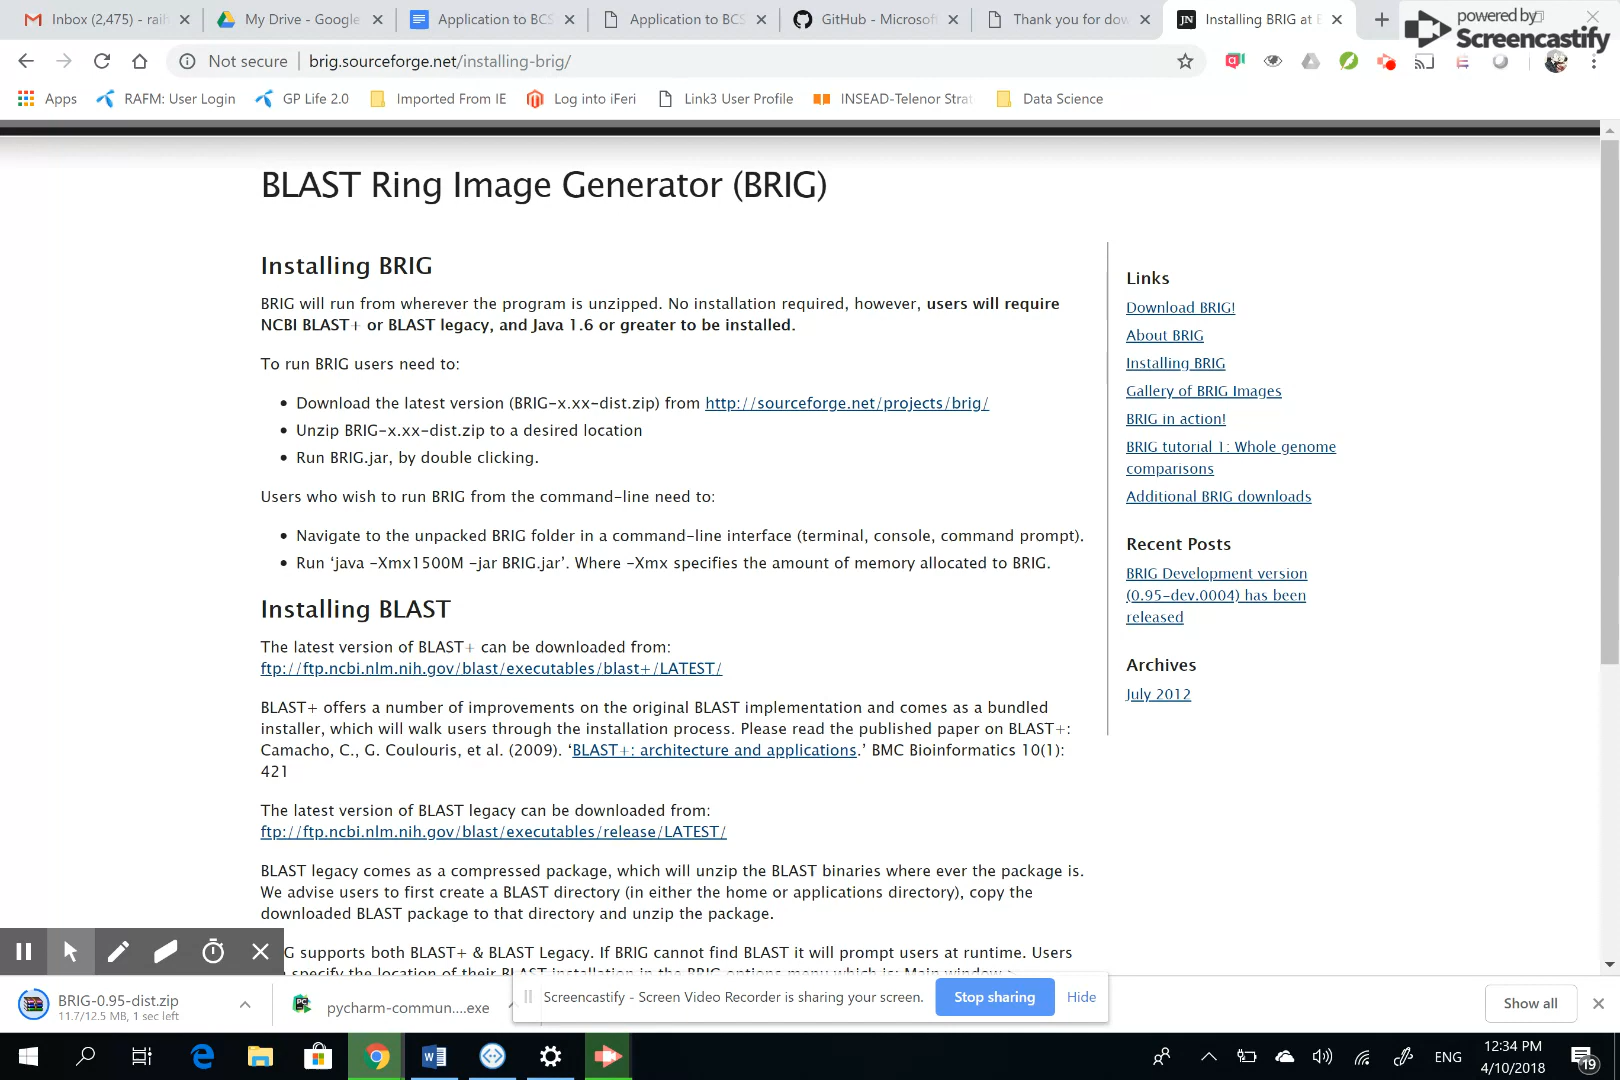 Inbox (2,475) - rail
My Drive - Google
Application to BCS
Application to BCS
GitHub - Microsof
Thank you for dow
Installing BRIG at B
powered by
Screencastify
Not secure | brig.sourceforge.net/installing-brig/
Apps
RAFM: User Login
GP Life 2.0
Imported From IE
Log into iFeri
Link3 User Profile
INSEAD-Telenor Strat
Data Science
BLAST Ring Image Generator (BRIG)
Installing BRIG
BRIG will run from wherever the program is unzipped. No installation required, however, users will require
NCBI BLAST+ or BLAST legacy, and Java 1.6 or greater to be installed.
To run BRIG users need to:
• Download the latest version (BRIG-x.xx-dist.zip) from http://sourceforge.net/projects/brig/
• Unzip BRIG-x.xx-dist.zip to a desired location
• Run BRIG.jar, by double clicking.
Users who wish to run BRIG from the command-line need to:
• Navigate to the unpacked BRIG folder in a command-line interface (terminal, console, command prompt).
• Run ‘java -Xmx1500M -jar BRIG.jar’. Where -Xmx specifies the amount of memory allocated to BRIG.
Installing BLAST
The latest version of BLAST+ can be downloaded from:
ftp://ftp.ncbi.nlm.nih.gov/blast/executables/blast+/LATEST/
BLAST+ offers a number of improvements on the original BLAST implementation and comes as a bundled
installer, which will walk users through the installation process. Please read the published paper on BLAST+:
Camacho, C., G. Coulouris, et al. (2009). ‘BLAST+: architecture and applications.’ BMC Bioinformatics 10(1):
421
The latest version of BLAST legacy can be downloaded from:
ftp://ftp.ncbi.nlm.nih.gov/blast/executables/release/LATEST/
BLAST legacy comes as a compressed package, which will unzip the BLAST binaries where ever the package is.
We advise users to first create a BLAST directory (in either the home or applications directory), copy the
downloaded BLAST package to that directory and unzip the package.
G supports both BLAST+ & BLAST Legacy. If BRIG cannot find BLAST it will prompt users at runtime. Users
specify the location of their BLAST installation in the BRIG options menu which is: Main window >
Links
Download BRIG!
About BRIG
Installing BRIG
Gallery of BRIG Images
BRIG in action!
BRIG tutorial 1: Whole genome
comparisons
Additional BRIG downloads
Recent Posts
BRIG Development version
(0.95-dev.0004) has been
released
Archives
July 2012
BRIG-0.95-dist.zip
11.7/12.5 MB, 1 sec left
pycharm-commun....exe
Screencastify - Screen Video Recorder is sharing your screen.
Stop sharing
Hide
Show all
ENG
12:34 PM
4/10/2018
19